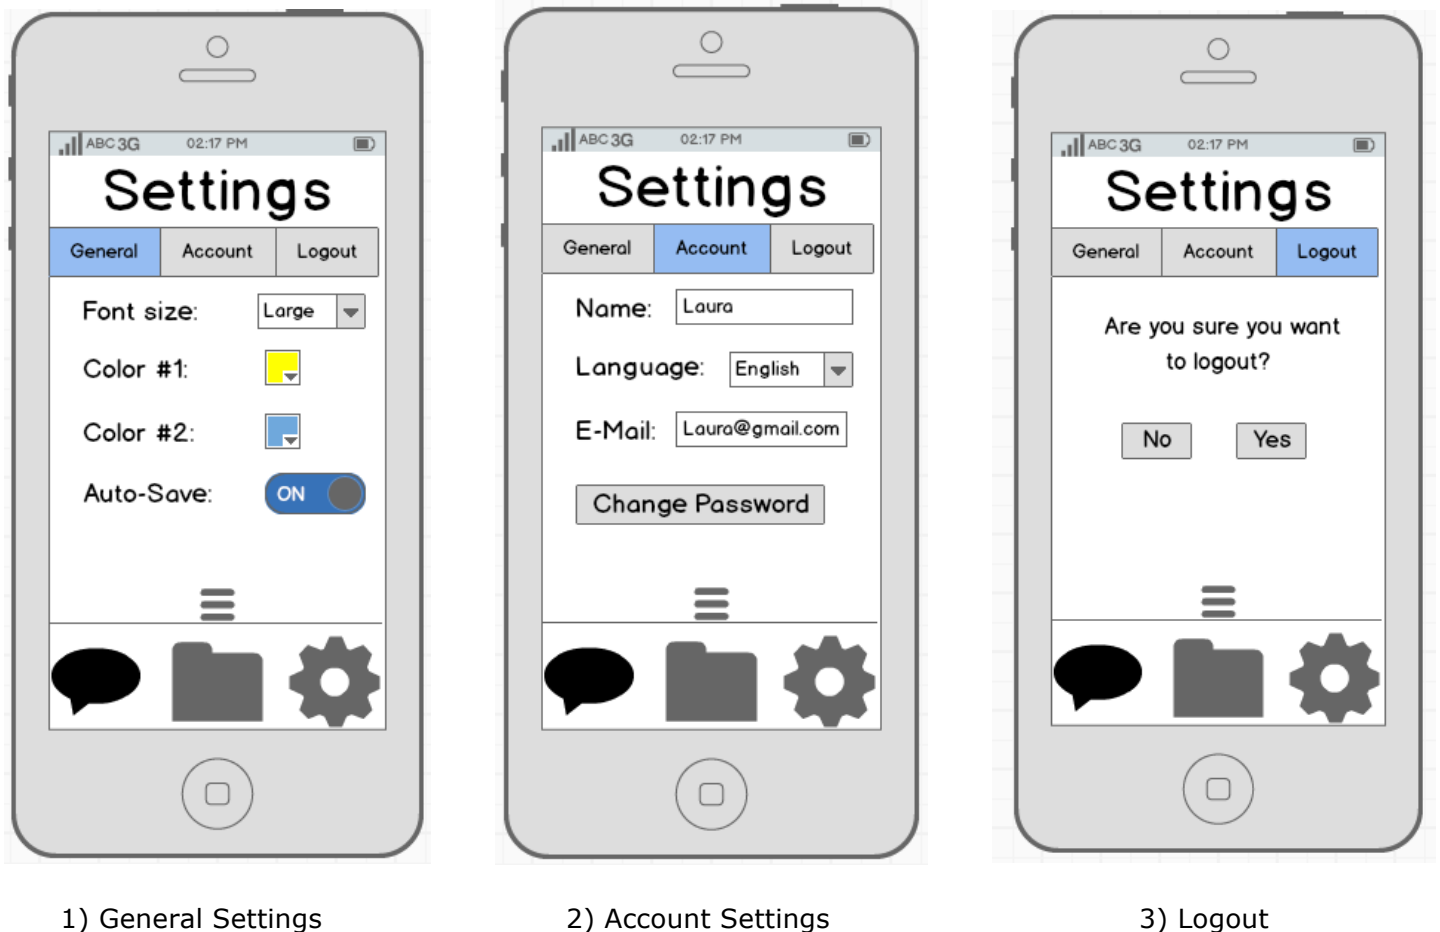 ABC 3G 02:17 PM
Settings
General Account Logout
Font size: Large
Color #1:
Color #2:
Auto-Save: ON
1) General Settings
ABC 3G 02:17 PM
Settings
General Account Logout
Name: Laura
Language: English
E-Mail: Laura@gmail.com
Change Password
2) Account Settings
ABC 3G 02:17 PM
Settings
General Account Logout
Are you sure you want
to logout?
No Yes
3) Logout